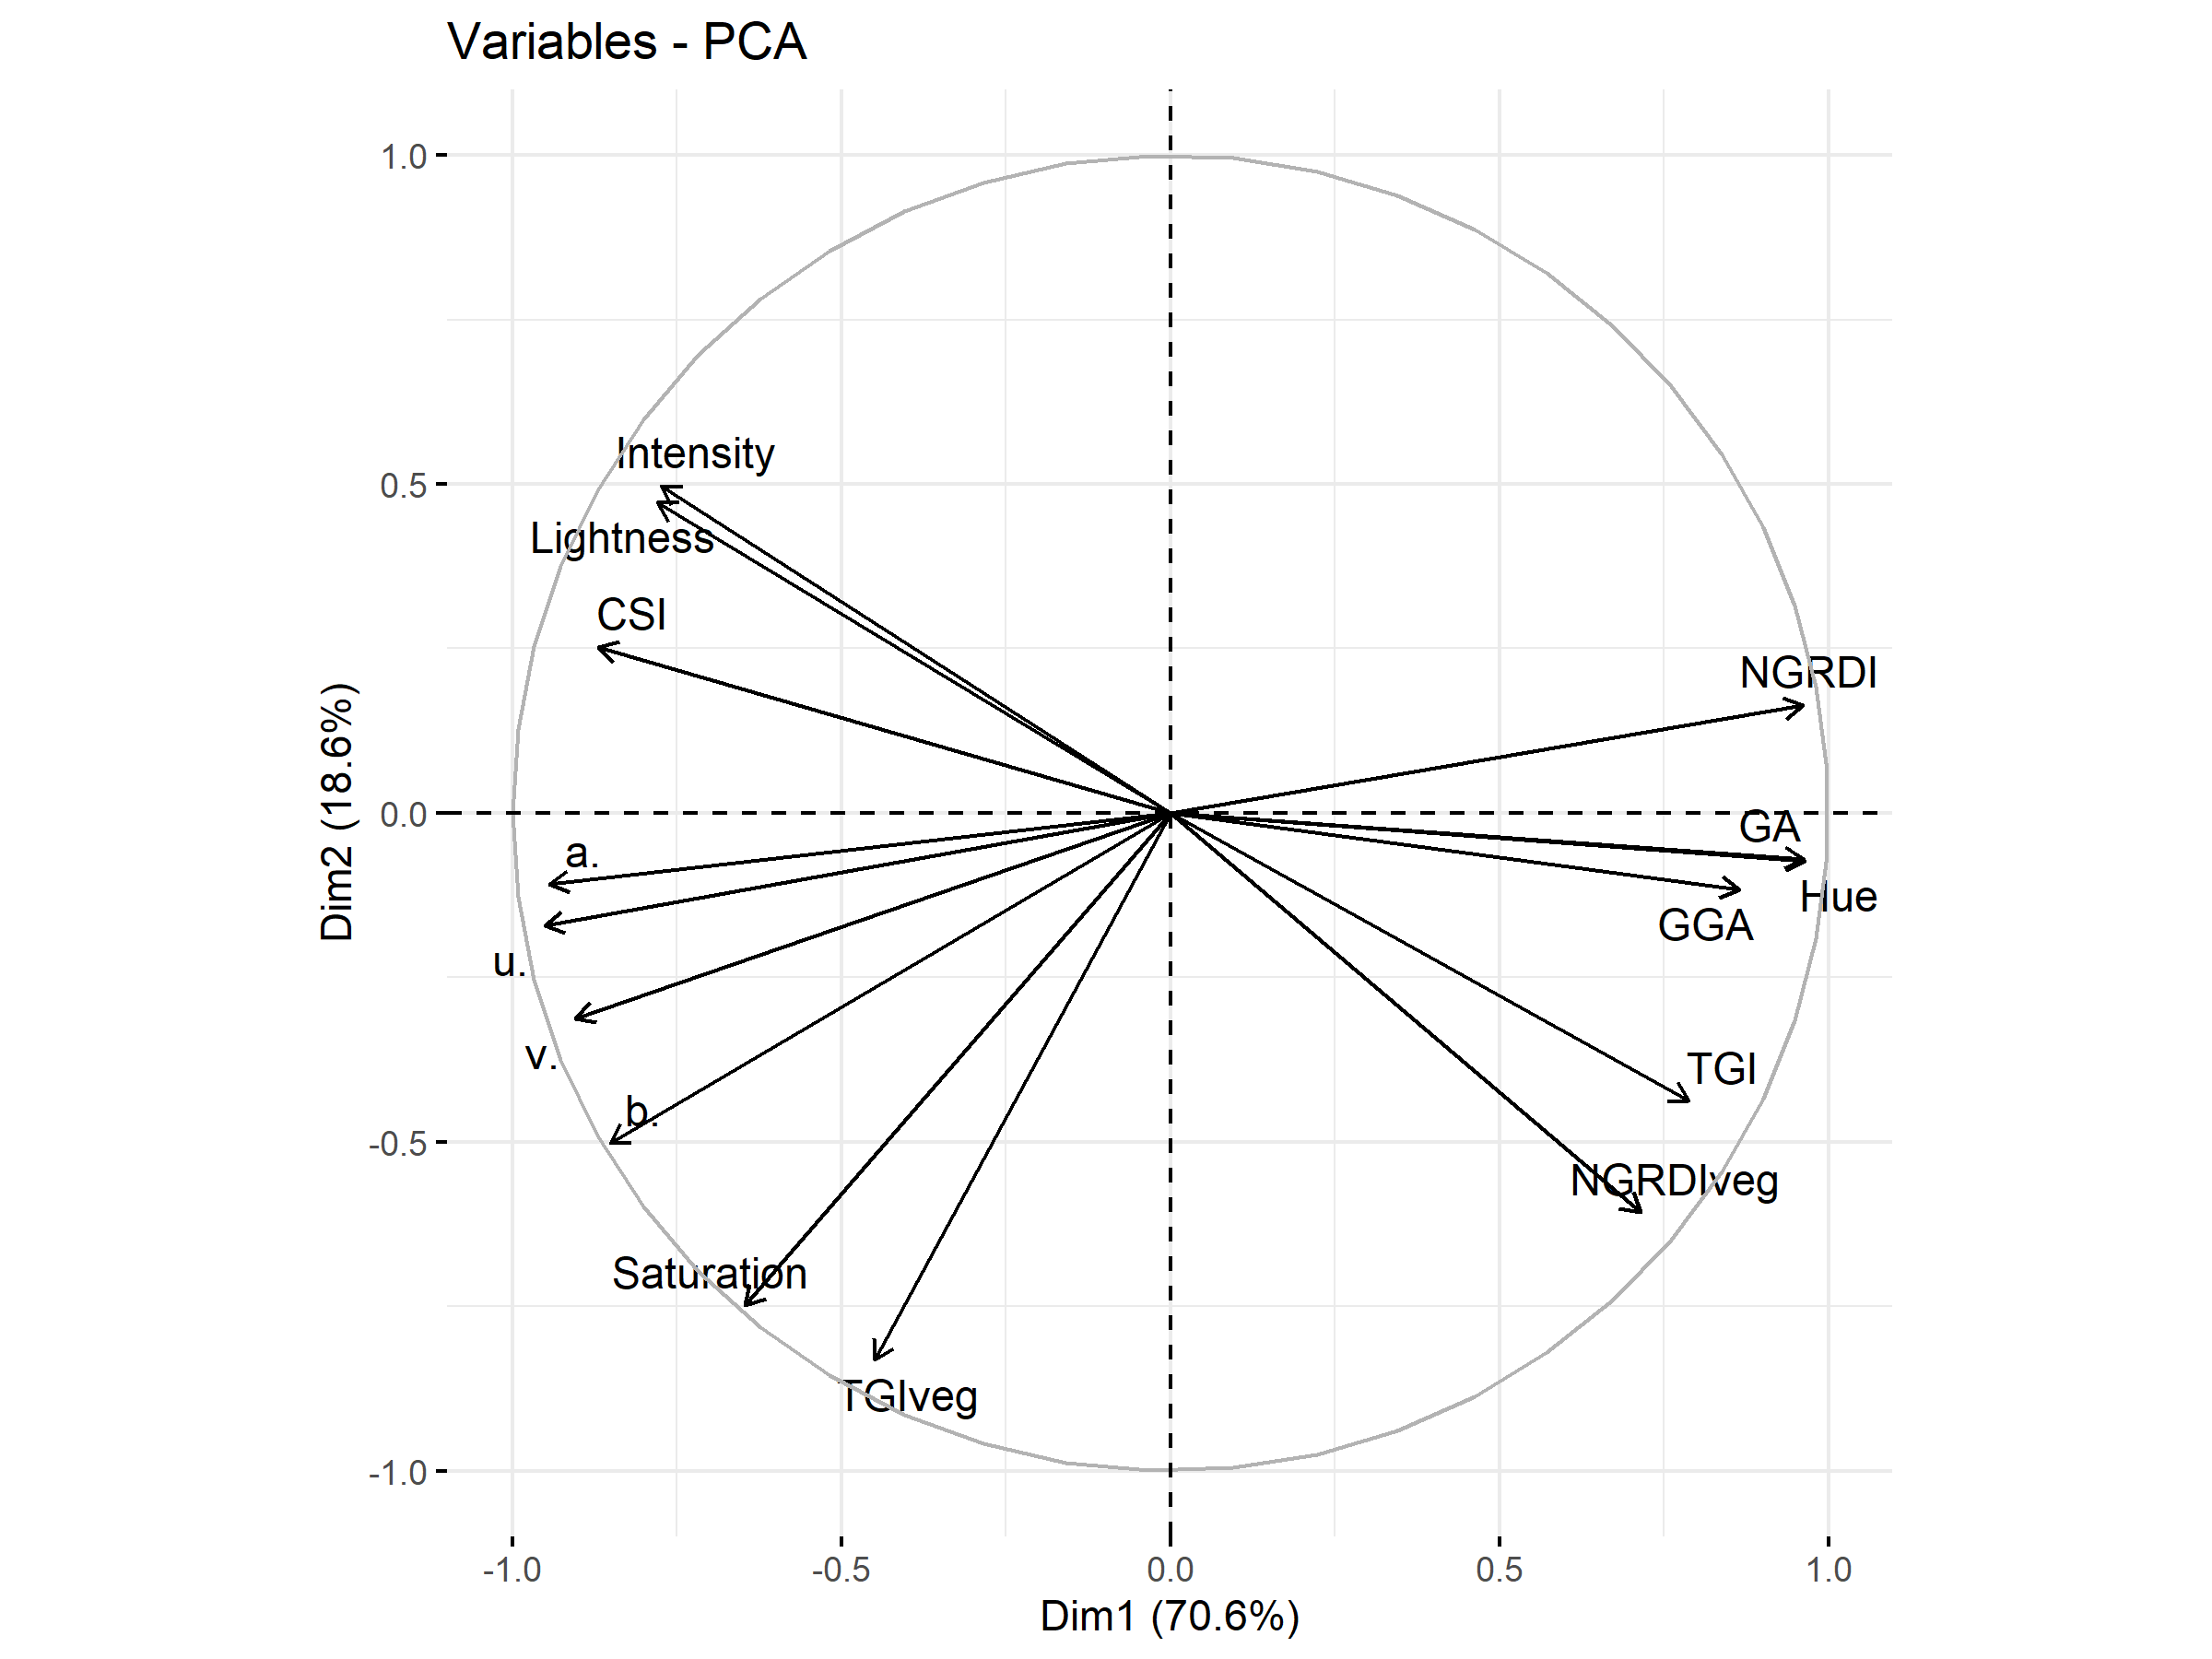 Variables - PCA
1.0
0.5
0.0
-0.5
-1.0
Dim2 (18.6%)
Intensity
Lightness
CSI
NGRDI
GA
a.
Hue
GGA
u.
v.
TGI
b.
NGRDIveg
Saturation
TGIveg
-1.0
-0.5
0.0
0.5
1.0
Dim1 (70.6%)